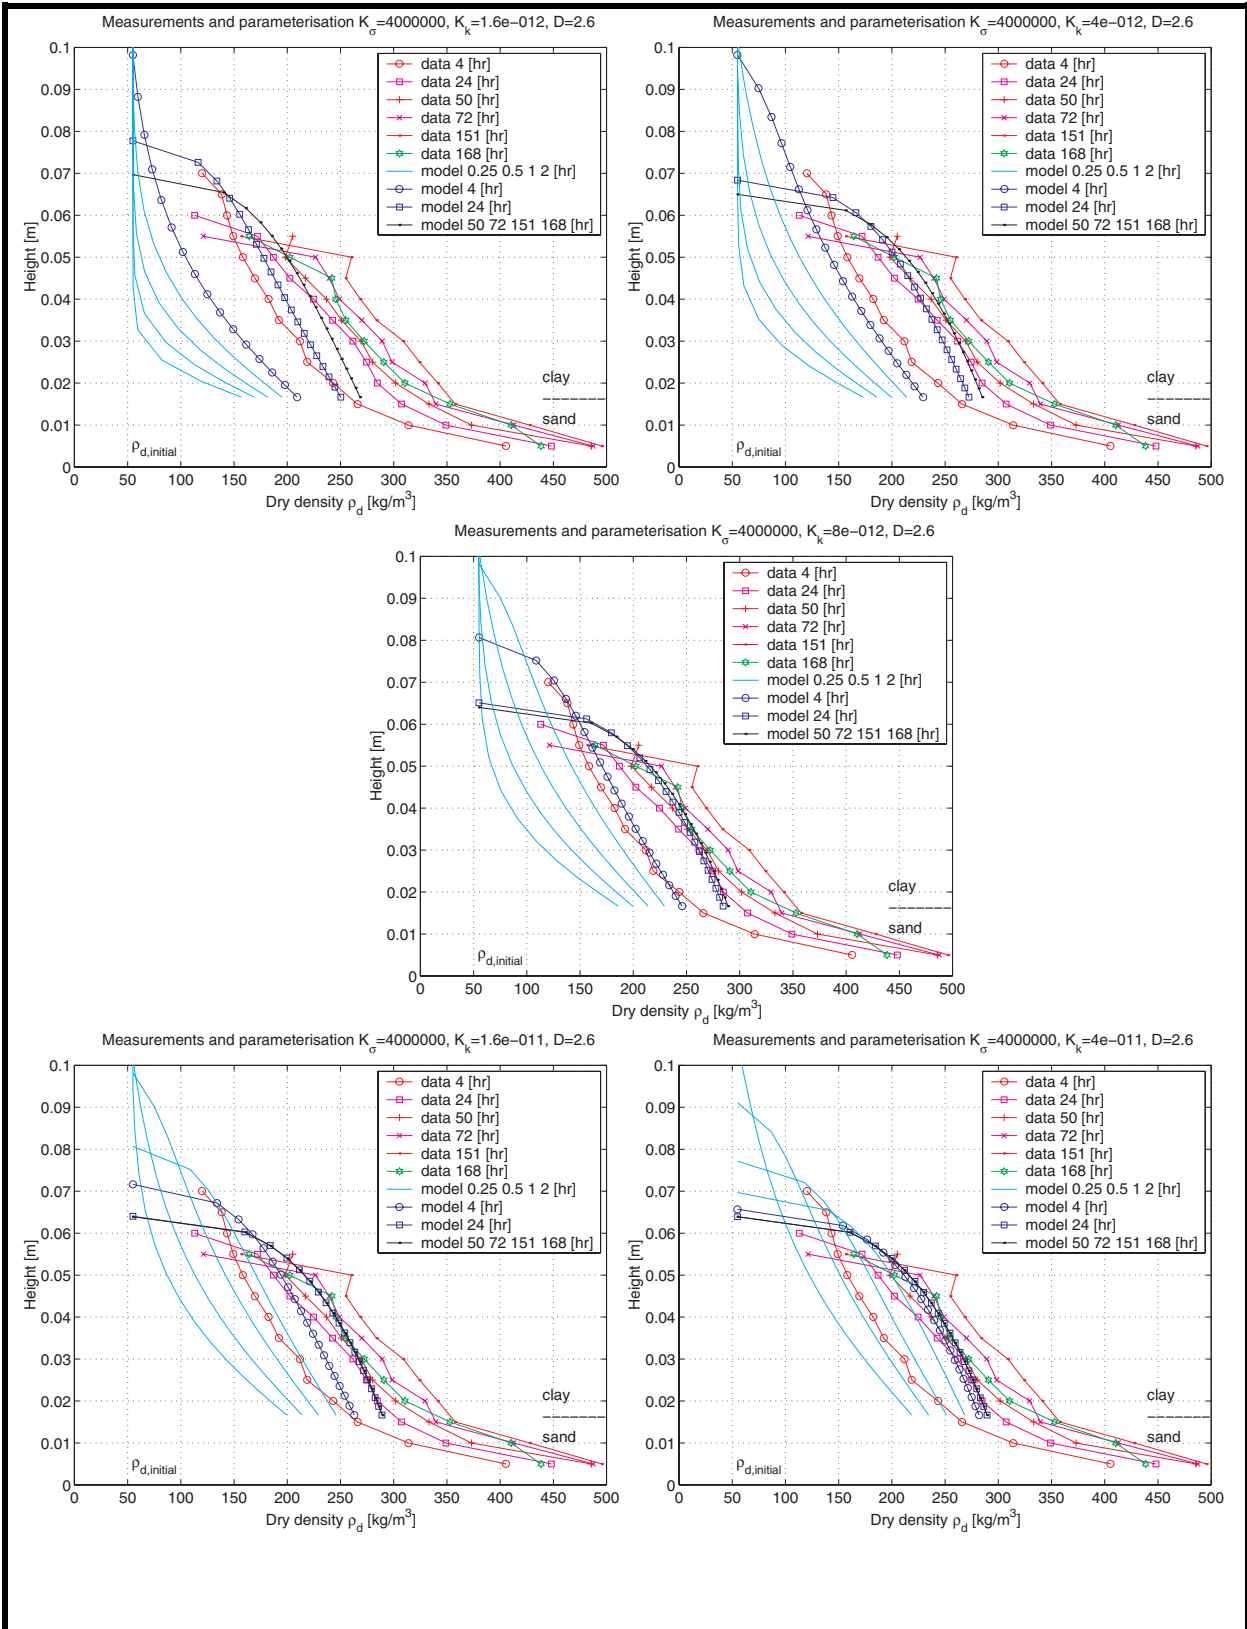 Measurements and parameterisation Kσ=4000000, Kk=1.6e-012, D=2.6
0.1
0.09
0.08
0.07
0.06
0.05
0.04
0.03
0.02
0.01
0
Height [m]
data 4 [hr]
data 24 [hr]
data 50 [hr]
data 72 [hr]
data 151 [hr]
data 168 [hr]
model 0.25 0.5 1 2 [hr]
model 4 [hr]
model 24 [hr]
model 50 72 151 168 [hr]
clay
sand
ρd,initial
0 50 100 150 200 250 300 350 400 450 500
Dry density ρd [kg/m³]
Measurements and parameterisation Kσ=4000000, Kk=4e-012, D=2.6
0.1
0.09
0.08
0.07
0.06
0.05
0.04
0.03
0.02
0.01
0
Height [m]
data 4 [hr]
data 24 [hr]
data 50 [hr]
data 72 [hr]
data 151 [hr]
data 168 [hr]
model 0.25 0.5 1 2 [hr]
model 4 [hr]
model 24 [hr]
model 50 72 151 168 [hr]
clay
sand
ρd,initial
0 50 100 150 200 250 300 350 400 450 500
Dry density ρd [kg/m³]
Measurements and parameterisation Kσ=4000000, Kk=8e-012, D=2.6
0.1
0.09
0.08
0.07
0.06
0.05
0.04
0.03
0.02
0.01
0
Height [m]
data 4 [hr]
data 24 [hr]
data 50 [hr]
data 72 [hr]
data 151 [hr]
data 168 [hr]
model 0.25 0.5 1 2 [hr]
model 4 [hr]
model 24 [hr]
model 50 72 151 168 [hr]
clay
sand
ρd,initial
0 50 100 150 200 250 300 350 400 450 500
Dry density ρd [kg/m³]
Measurements and parameterisation Kσ=4000000, Kk=1.6e-011, D=2.6
0.1
0.09
0.08
0.07
0.06
0.05
0.04
0.03
0.02
0.01
0
Height [m]
data 4 [hr]
data 24 [hr]
data 50 [hr]
data 72 [hr]
data 151 [hr]
data 168 [hr]
model 0.25 0.5 1 2 [hr]
model 4 [hr]
model 24 [hr]
model 50 72 151 168 [hr]
clay
sand
ρd,initial
0 50 100 150 200 250 300 350 400 450 500
Dry density ρd [kg/m³]
Measurements and parameterisation Kσ=4000000, Kk=4e-011, D=2.6
0.1
0.09
0.08
0.07
0.06
0.05
0.04
0.03
0.02
0.01
0
Height [m]
data 4 [hr]
data 24 [hr]
data 50 [hr]
data 72 [hr]
data 151 [hr]
data 168 [hr]
model 0.25 0.5 1 2 [hr]
model 4 [hr]
model 24 [hr]
model 50 72 151 168 [hr]
clay
sand
ρd,initial
0 50 100 150 200 250 300 350 400 450 500
Dry density ρd [kg/m³]